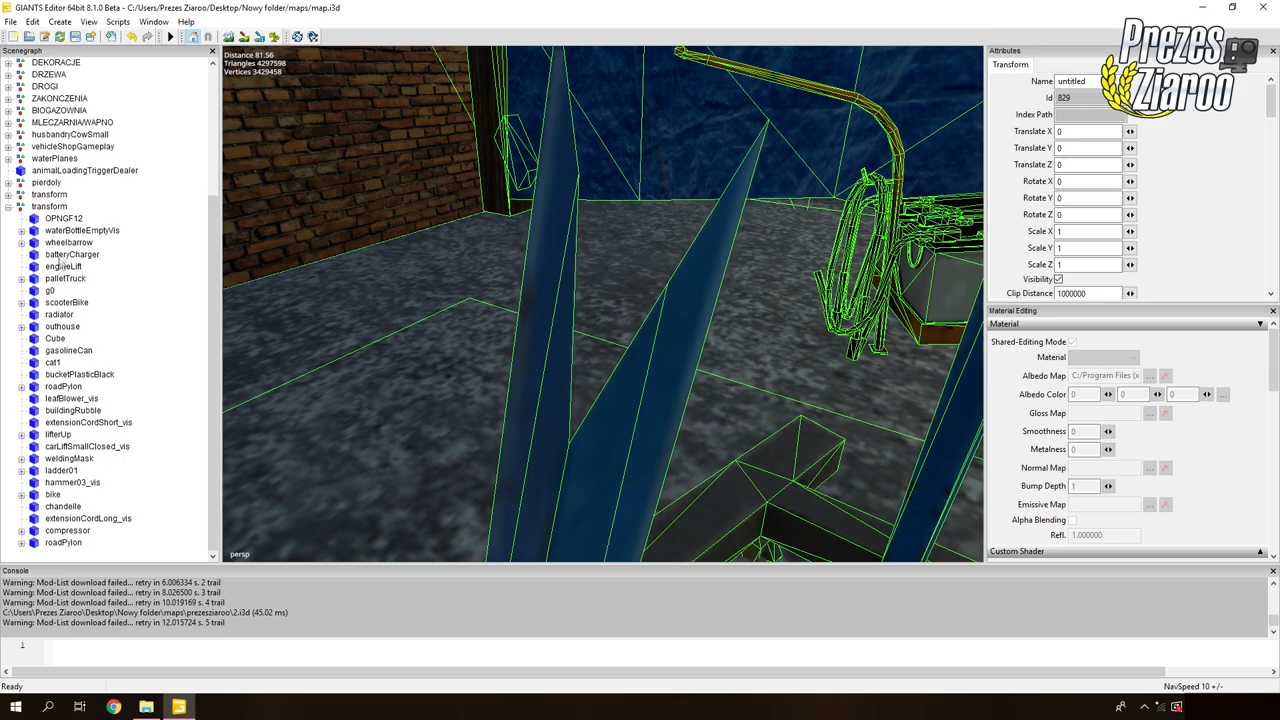 GIANTS Editor 64bit 8.1.0 Beta - C:/Users/Prezes Ziaroo/Desktop/Nowy folder/maps/map.i3d
File Edit Create View Scripts Window Help
Scenegraph
DEKORACJE
DRZEWA
DROGI
ZAKONCZENIA
BIOGAZOWNIA
MLECZARNIA/WAPNO
husbandryCowSmall
vehicleShopGameplay
waterPlanes
animalLoadingTriggerDealer
pierdoly
transform
transform
OPNGF12
waterBottleEmptyVis
wheelbarrow
batteryCharger
engineLift
palletTruck
g0
scooterBike
radiator
outhouse
Cube
gasolineCan
cat1
bucketPlasticBlack
roadPylon
leafBlower_vis
buildingRubble
extensionCordShort_vis
lifterUp
carLiftSmallClosed_vis
weldingMask
ladder01
hammer03_vis
bike
chandelle
extensionCordLong_vis
compressor
roadPylon
Distance 81.56
Triangles 4297598
Vertices 3429458
persp
Prezes
Ziaroo
Attributes
Transform
Name untitled
Id 829
Index Path
Translate X 0
Translate Y 0
Translate Z 0
Rotate X 0
Rotate Y 0
Rotate Z 0
Scale X 1
Scale Y 1
Scale Z 1
Visibility
Clip Distance 1000000
Material Editing
Material
Shared-Editing Mode
Material
Albedo Map C:/Program Files (x ...
Albedo Color 0 0 0 ...
Gloss Map ...
Smoothness 0
Metalness 0
Normal Map ...
Bump Depth 1
Emissive Map ...
Alpha Blending
Refl. 1.000000
Custom Shader
Console
Warning: Mod-List download failed... retry in 6.006334 s. 2 trail
Warning: Mod-List download failed... retry in 8.026500 s. 3 trail
Warning: Mod-List download failed... retry in 10.019169 s. 4 trail
C:\Users\Prezes Ziaroo\Desktop\Nowy folder\maps\prezesziaroo\2.i3d (45.02 ms)
Warning: Mod-List download failed... retry in 12.015724 s. 5 trail
1
Ready
NavSpeed 10 +/-